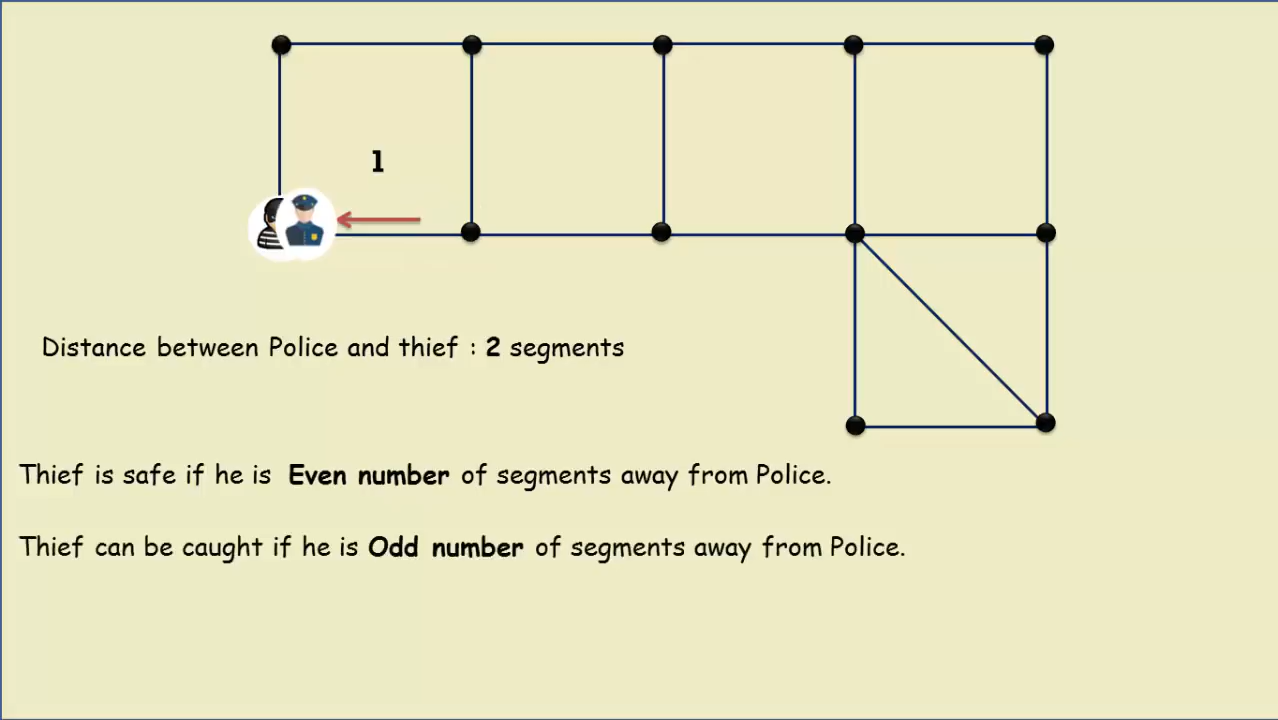 1
Distance between Police and thief : 2 segments
Thief is safe if he is Even number of segments away from Police.
Thief can be caught if he is Odd number of segments away from Police.